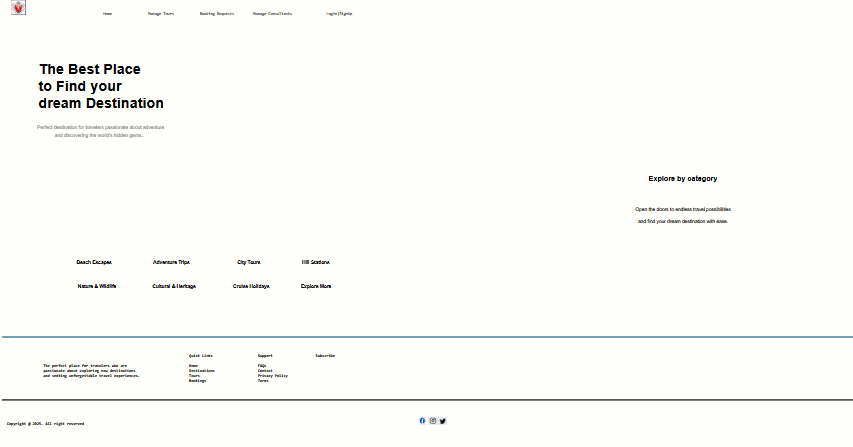 Home Manage Tours Booking Requests Manage Consultants Login|SignUp
The Best Place
to Find your
dream Destination
Perfect destination for travelers passionate about adventure
and discovering the world's hidden gems..
Explore by category
Open the doors to endless travel possibilities
and find your dream destination with ease.
Beach Escapes Adventure Trips City Tours Hill Stations
Nature & Wildlife Cultural & Heritage Cruise Holidays Explore More
Quick Links Support Subscribe
The perfect place for travelers who are
passionate about exploring new destinations
and seeking unforgettable travel experiences.
Home
Destinations
Tours
Bookings
FAQs
Contact
Privacy Policy
Terms
Copyright @ 2025. All right reserved